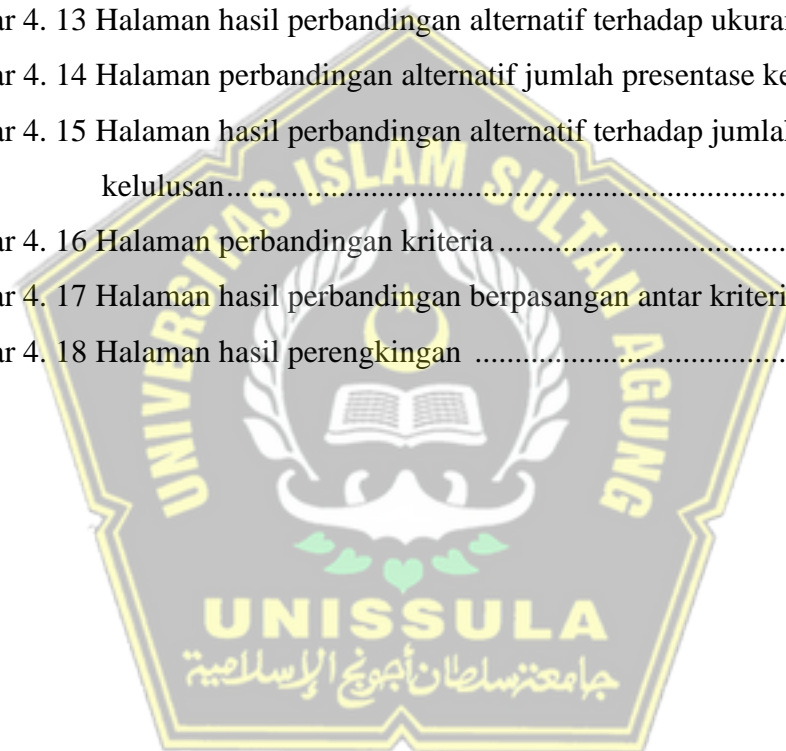 ar 4. 13 Halaman hasil perbandingan alternatif terhadap ukura
ar 4. 14 Halaman perbandingan alternatif jumlah presentase ke
ar 4. 15 Halaman hasil perbandingan alternatif terhadap jumla
kelulusan
ar 4. 16 Halaman perbandingan kriteria
ar 4. 17 Halaman hasil perbandingan berpasangan antar kriteri
ar 4. 18 Halaman hasil perengkingan
UNIVERSITAS ISLAM SULTAN AGUNG
UNISSULA
جامعة سلطان أجونج الإسلامية